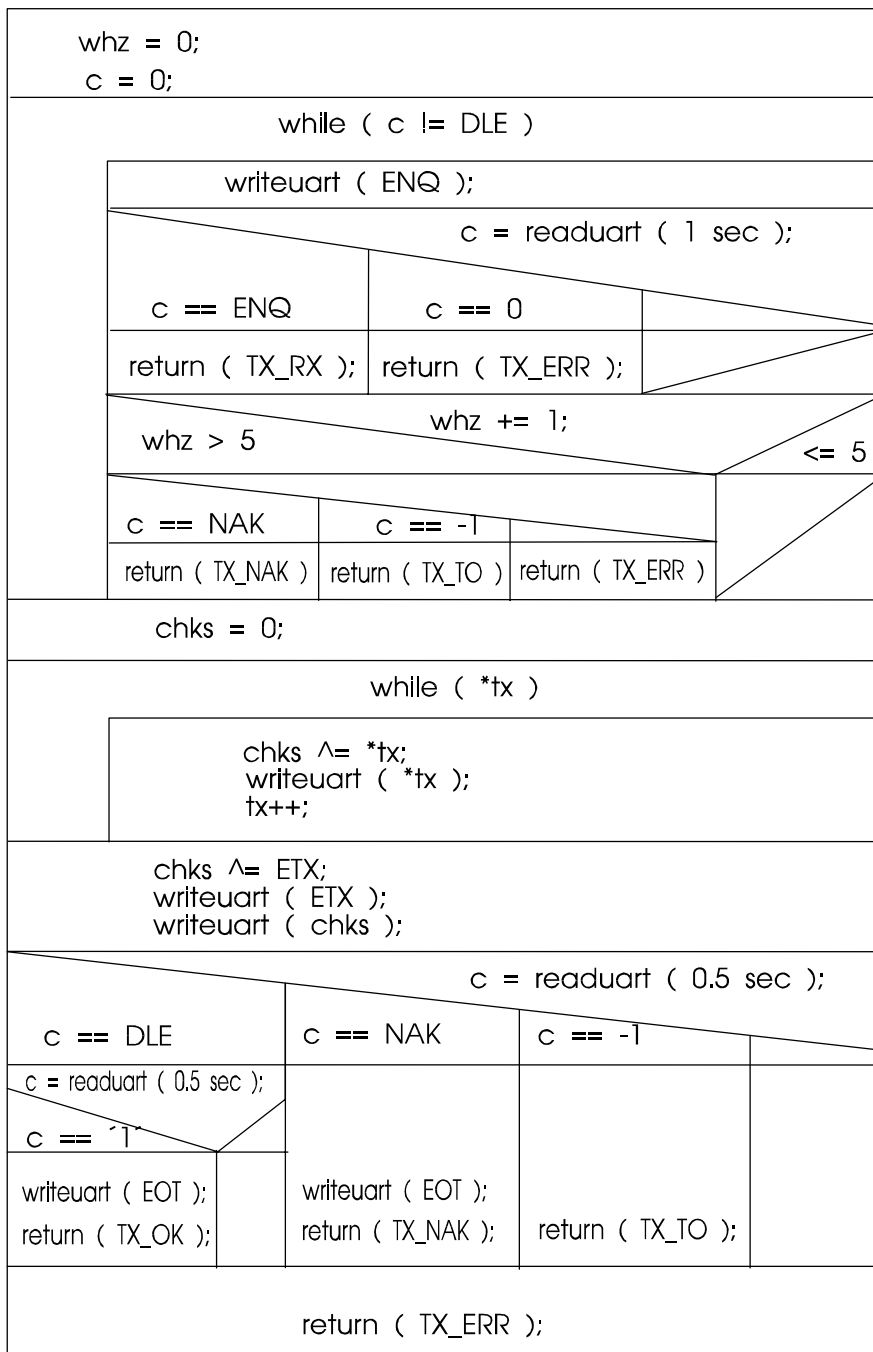 whz = 0;
c = 0;
while ( c != DLE )
writeuart ( ENQ );
c = readuart ( 1 sec );
c == ENQ
c == 0
return ( TX_RX );
return ( TX_ERR );
whz += 1;
whz > 5
<= 5
c == NAK
c == -1
return ( TX_NAK )
return ( TX_TO )
return ( TX_ERR )
chks = 0;
while ( *tx )
chks ^= *tx;
writeuart ( *tx );
tx++;
chks ^= ETX;
writeuart ( ETX );
writeuart ( chks );
c = readuart ( 0.5 sec );
c == DLE
c == NAK
c == -1
c = readuart ( 0.5 sec );
c == ´1´
writeuart ( EOT );
return ( TX_OK );
writeuart ( EOT );
return ( TX_NAK );
return ( TX_TO );
return ( TX_ERR );